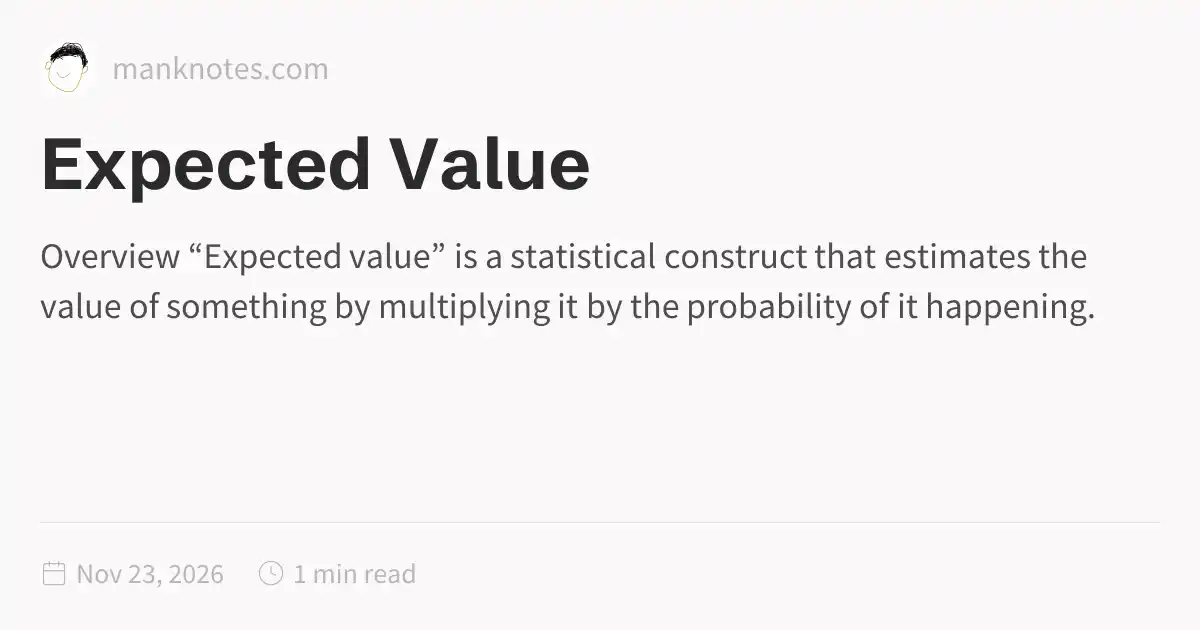 manknotes.com
Expected Value
Overview “Expected value” is a statistical construct that estimates the
value of something by multiplying it by the probability of it happening.
Nov 23, 2026 1 min read